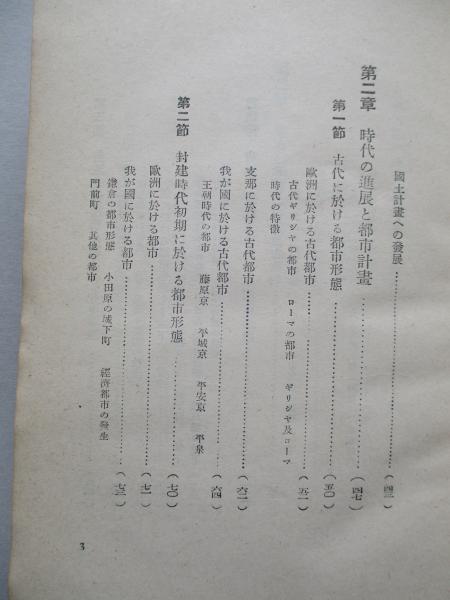 國土計畫への發展……………(四三)
第二章 時代の進展と都市計畫……………(四七)
第一節 古代に於ける都市形態……………(五〇)
歐洲に於ける古代都市……………(五一)
古代ギリシヤの都市 ローマの都市 ギリシヤ及ローマ
時代の特徴
支那に於ける古代都市……………(六二)
我が國に於ける古代都市……………(六四)
王朝時代の都市 藤原京 平城京 平安京 平泉
第二節 封建時代初期に於ける都市形態……………(七〇)
歐洲に於ける都市……………(七一)
我が國に於ける都市……………(七三)
鎌倉の都市形態 小田原の城下町 經濟都市の發生
門前町 其他の都市
3